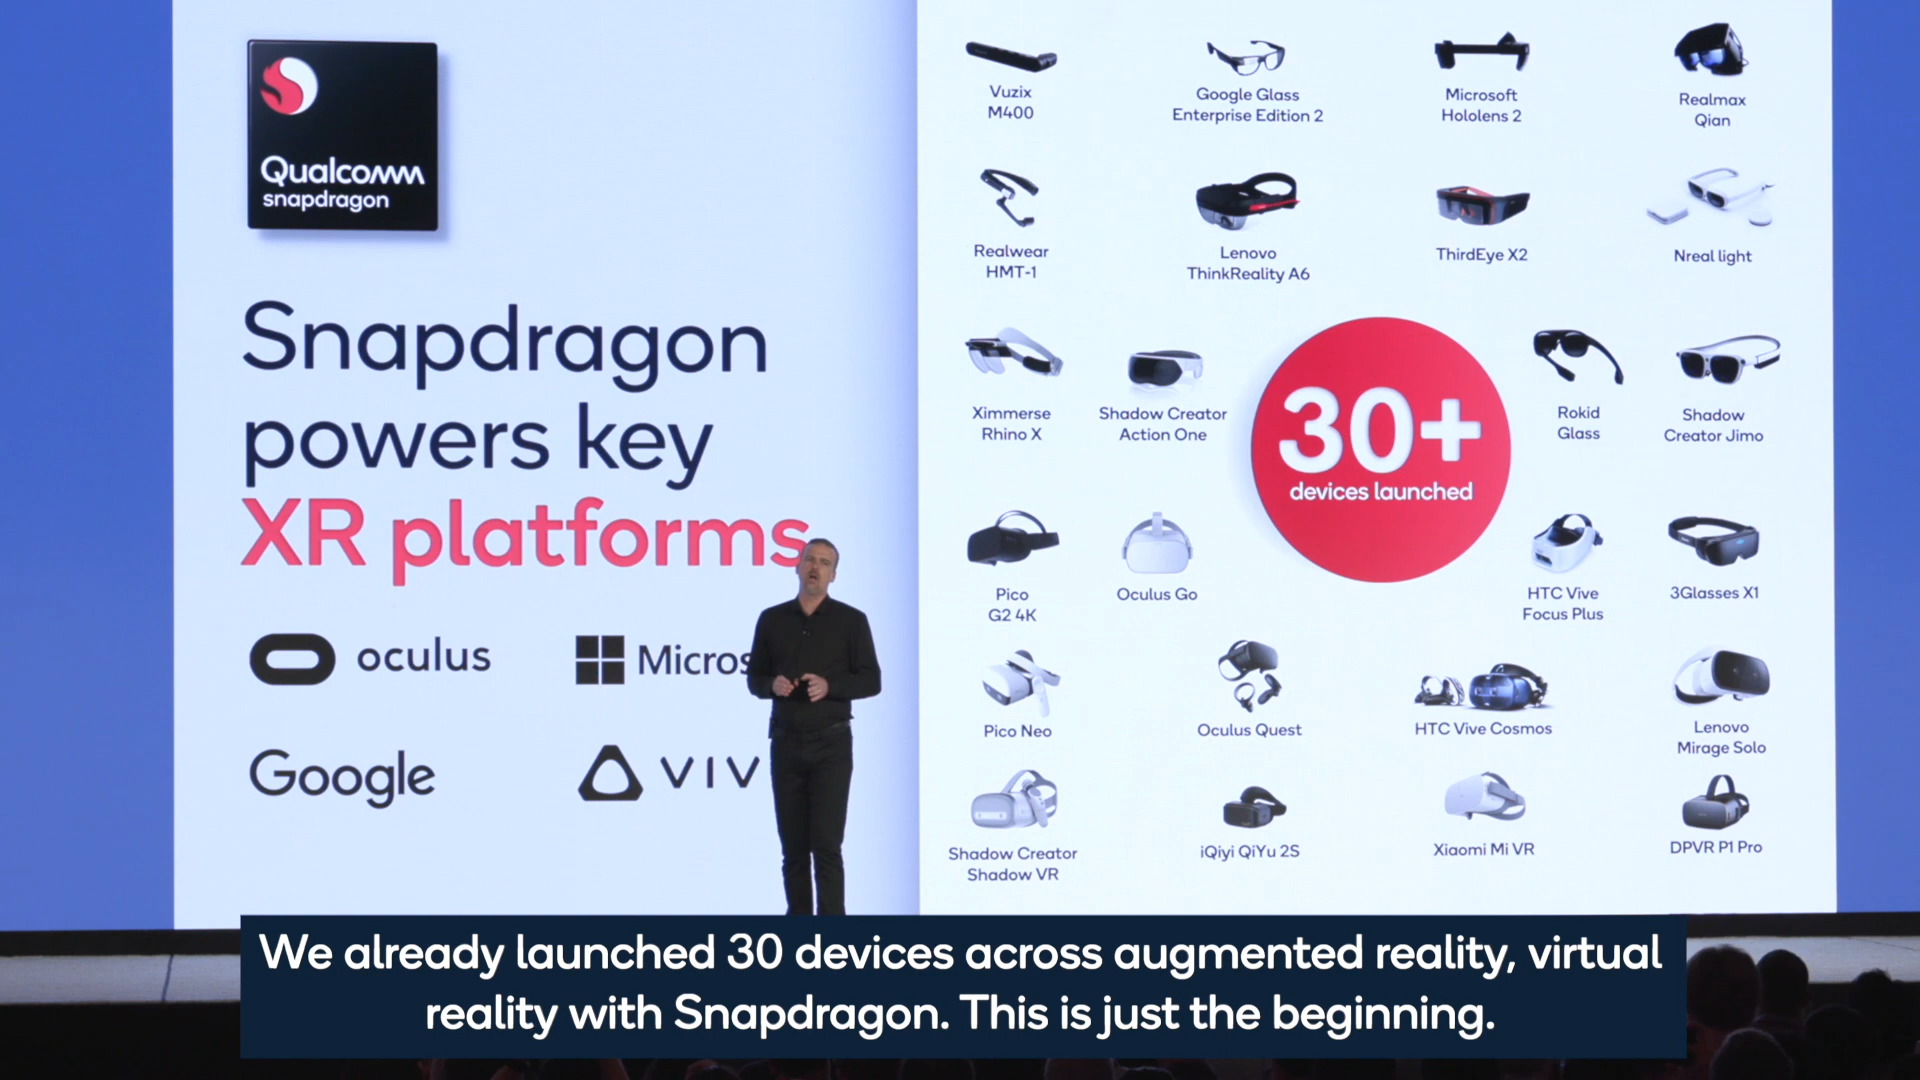 Qualcomm
snapdragon
Snapdragon
powers key
XR platforms
oculus
Google
Vuzix
M400
Google Glass
Enterprise Edition 2
Microsoft
Hololens 2
Realmax
Qian
Realwear
HMT-1
Lenovo
ThinkReality A6
ThirdEye X2
Nreal light
Ximmerse
Rhino X
Shadow Creator
Action One
30+
devices launched
Rokid
Glass
Shadow
Creator Jimo
Pico
G2 4K
Oculus Go
HTC Vive
Focus Plus
3Glasses X1
Pico Neo
Oculus Quest
HTC Vive Cosmos
Lenovo
Mirage Solo
Shadow Creator
Shadow VR
iQiyi QiYu 2S
Xiaomi Mi VR
DPVR P1 Pro
We already launched 30 devices across augmented reality, virtual
reality with Snapdragon. This is just the beginning.